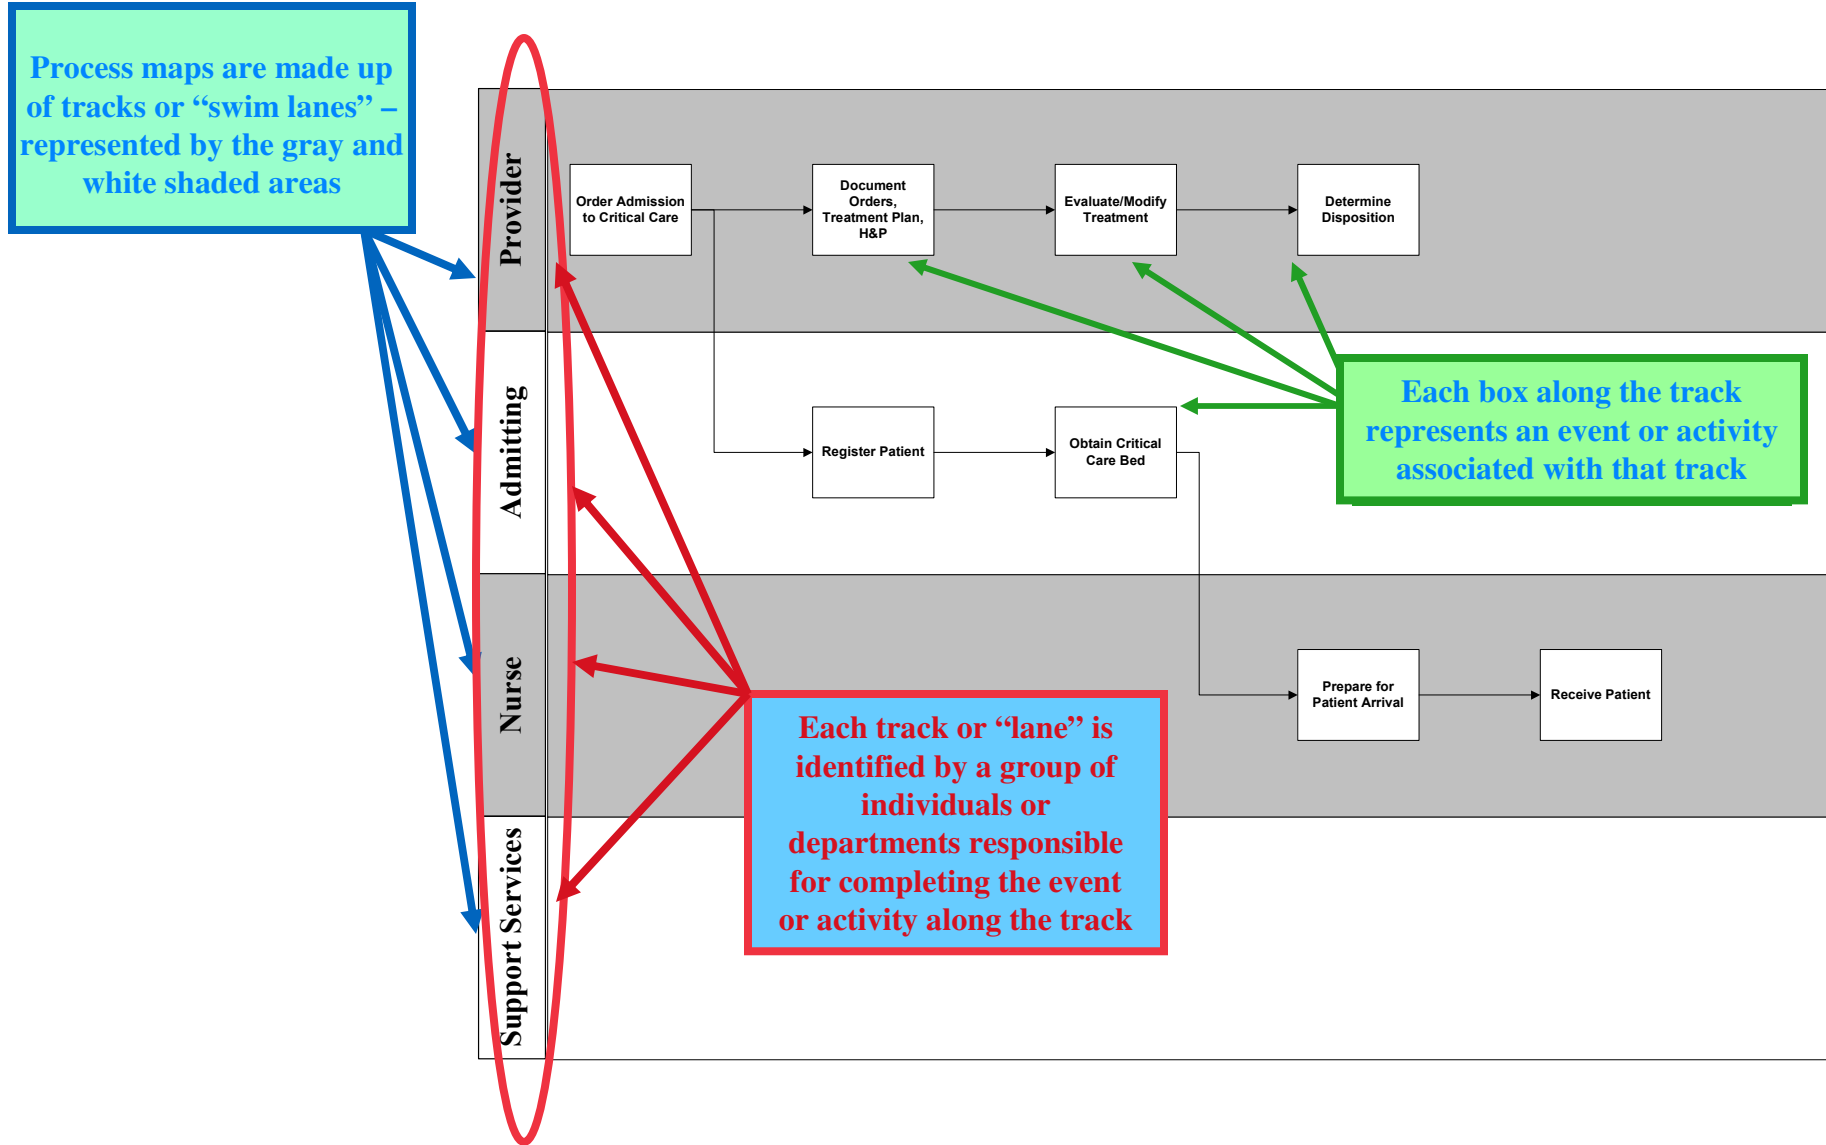 Process maps are made up
of tracks or “swim lanes” –
represented by the gray and
white shaded areas
Provider
Order Admission
to Critical Care
Document
Orders,
Treatment Plan,
H&P
Evaluate/Modify
Treatment
Determine
Disposition
Each box along the track
represents an event or activity
associated with that track
Admitting
Register Patient
Obtain Critical
Care Bed
Nurse
Prepare for
Patient Arrival
Receive Patient
Each track or “lane” is
identified by a group of
individuals or
departments responsible
for completing the event
or activity along the track
Support Services